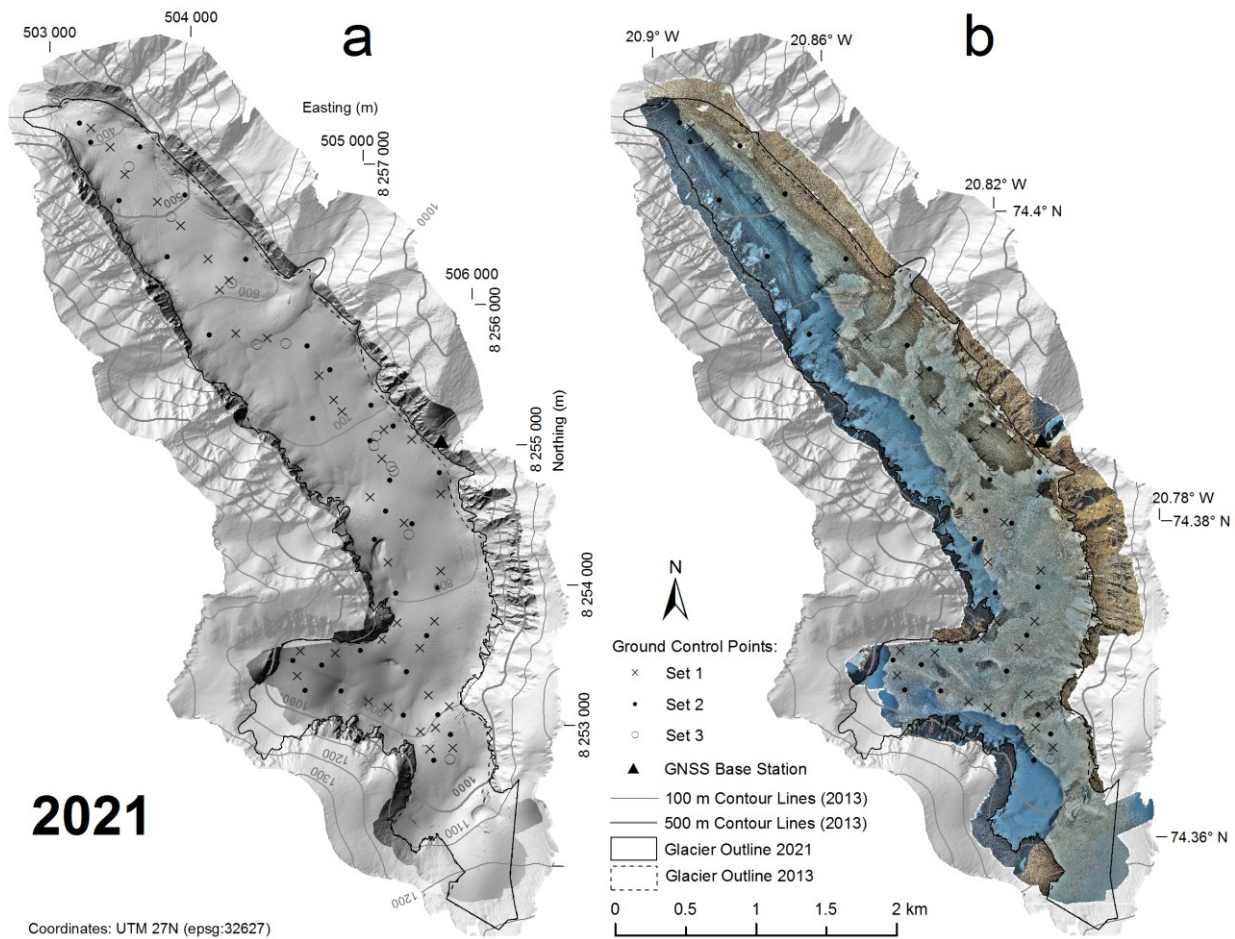 a
b
503 000
504 000
Easting (m)
505 000
8 257 000
506 000
8 256 000
8 255 000
Northing (m)
8 254 000
8 253 000
20.9° W
20.86° W
20.82° W
74.4° N
20.78° W
74.38° N
74.36° N
400
500
600
700
800
1000
1000
1000
1100
1200
1300
1200
N
Ground Control Points:
Set 1
Set 2
Set 3
GNSS Base Station
100 m Contour Lines (2013)
500 m Contour Lines (2013)
Glacier Outline 2021
Glacier Outline 2013
0 0.5 1 2 km
2021
Coordinates: UTM 27N (epsg:32627)